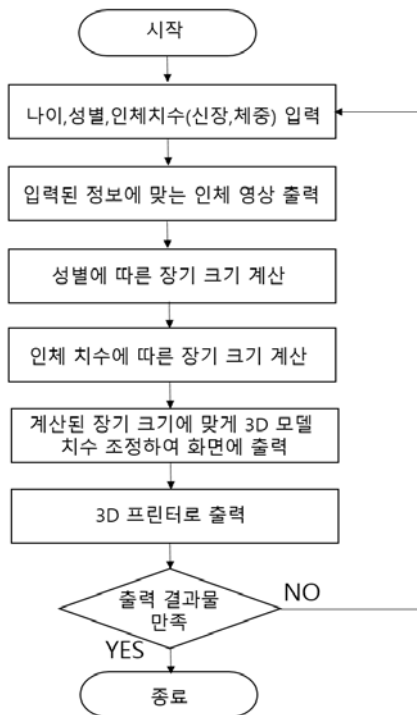 시작
나이,성별,인체치수(신장,체중) 입력
입력된 정보에 맞는 인체 영상 출력
성별에 따른 장기 크기 계산
인체 치수에 따른 장기 크기 계산
계산된 장기 크기에 맞게 3D 모델
치수 조정하여 화면에 출력
3D 프린터로 출력
출력 결과물
만족
NO
YES
종료